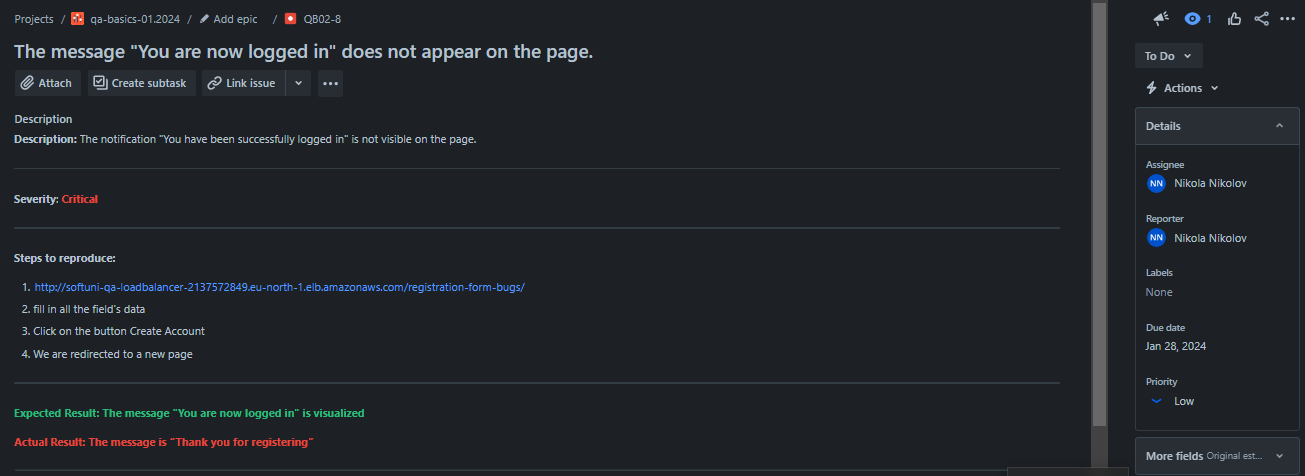 Projects / qa-basics-01.2024 / Add epic / QB02-8
1
The message "You are now logged in" does not appear on the page.
To Do
Attach Create subtask Link issue
Actions
Description
Description: The notification "You have been successfully logged in" is not visible on the page.
Details
Assignee
NN Nikola Nikolov
Severity: Critical
Reporter
NN Nikola Nikolov
Steps to reproduce:
Labels
None
1. http://softuni-qa-loadbalancer-2137572849.eu-north-1.elb.amazonaws.com/registration-form-bugs/
2. fill in all the field's data
3. Click on the button Create Account
4. We are redirected to a new page
Due date
Jan 28, 2024
Priority
Low
Expected Result: The message "You are now logged in" is visualized
Actual Result: The message is "Thank you for registering"
More fields Original est...